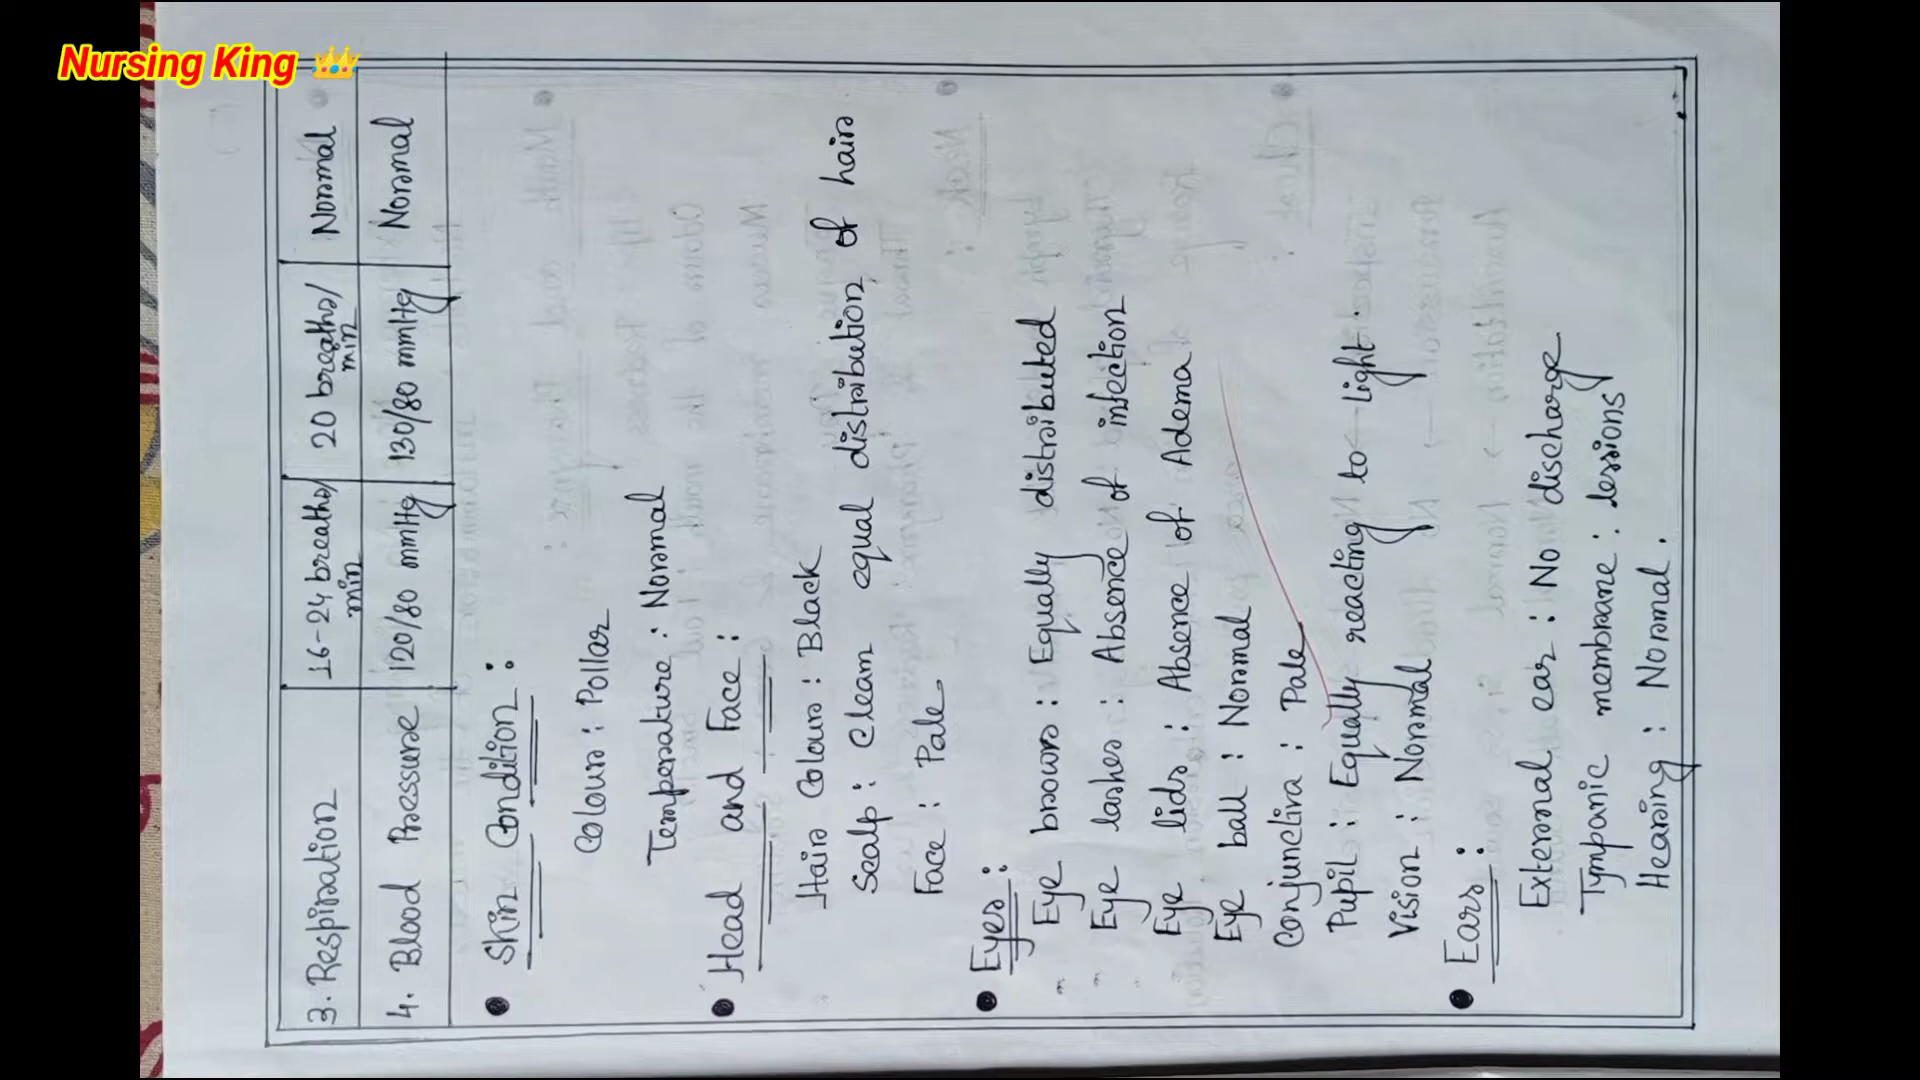 Nursing King
3. Respiration 16-24 breaths/min 20 breaths/min Normal
4. Blood Pressure 120/80 mmHg 130/80 mmHg Normal
Skin Condition :
Colour : Pollar
Temperature : Normal
Head and Face :
Hair Colour : Black
Scalp : Clean equal distribution of hair
Face : Pale
Eyes :
Eye brows : Equally distributed
Eye lashes : Absence of infection
Eye lids : Absence of Adema
Eye ball : Normal
Conjunctiva : Pale
Pupil : Equally reacting to light.
Vision : Normal
Ears :
External ear : No discharge
Tympanic membrane : lessions
Hearing : Normal.